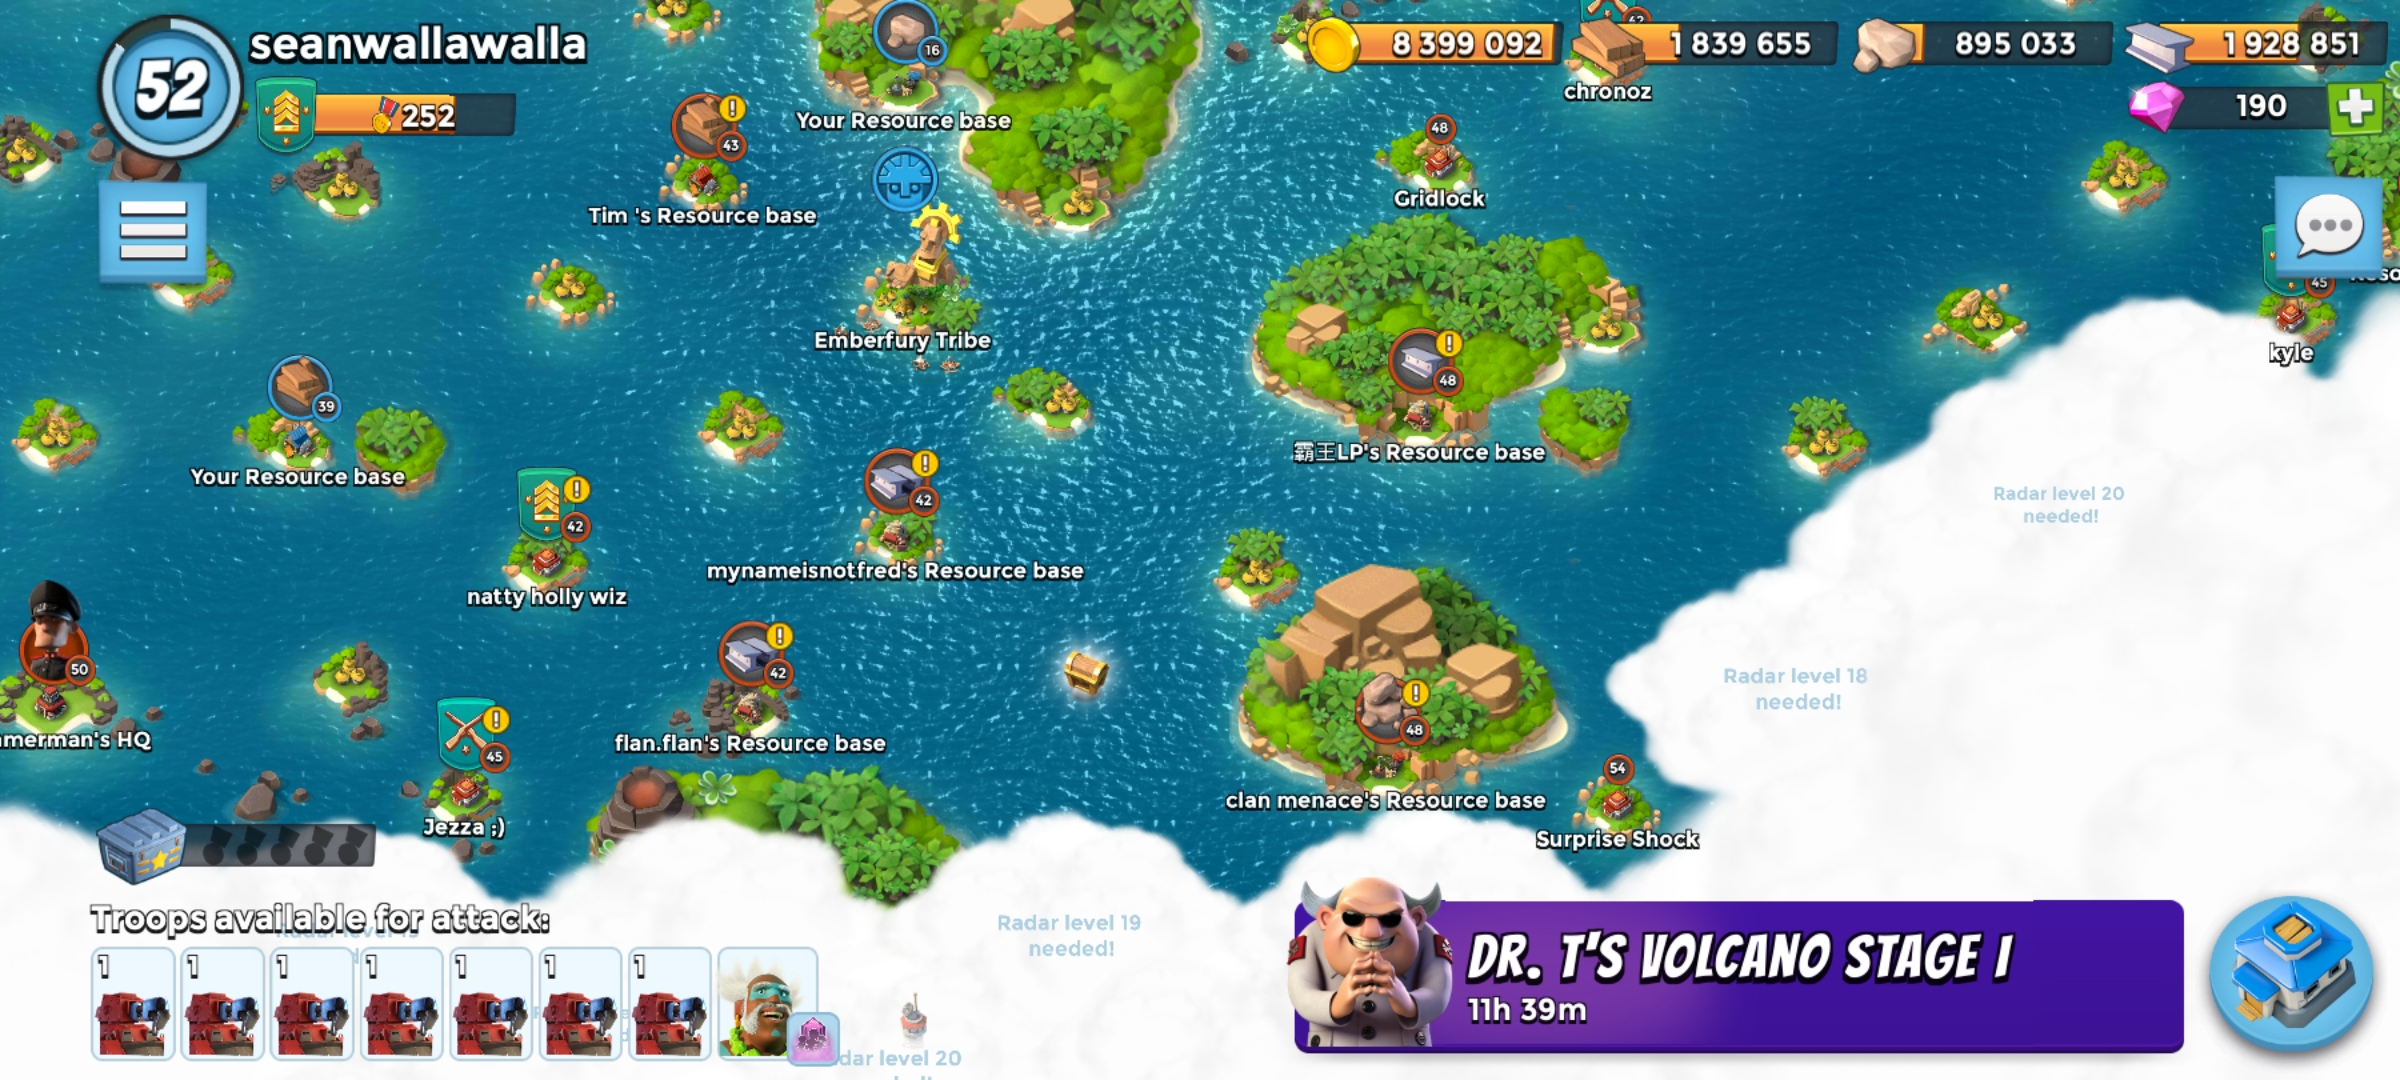 52
seanwallawalla
252
8 399 092
1 839 655
895 033
1 928 851
190
42
chronoz
16
Your Resource base
43
Tim 's Resource base
48
Gridlock
45
kyle
Emberfury Tribe
39
Your Resource base
48
霸王LP's Resource base
42
natty holly wiz
42
mynameisnotfred's Resource base
Radar level 20
needed!
50
merman's HQ
42
flan.flan's Resource base
45
Jezza ;)
48
clan menace's Resource base
54
Surprise Shock
Radar level 18
needed!
Radar level 19
needed!
Troops available for attack:
1 1 1 1 1 1 1
dar level 20
DR. T'S VOLCANO STAGE I
11h 39m